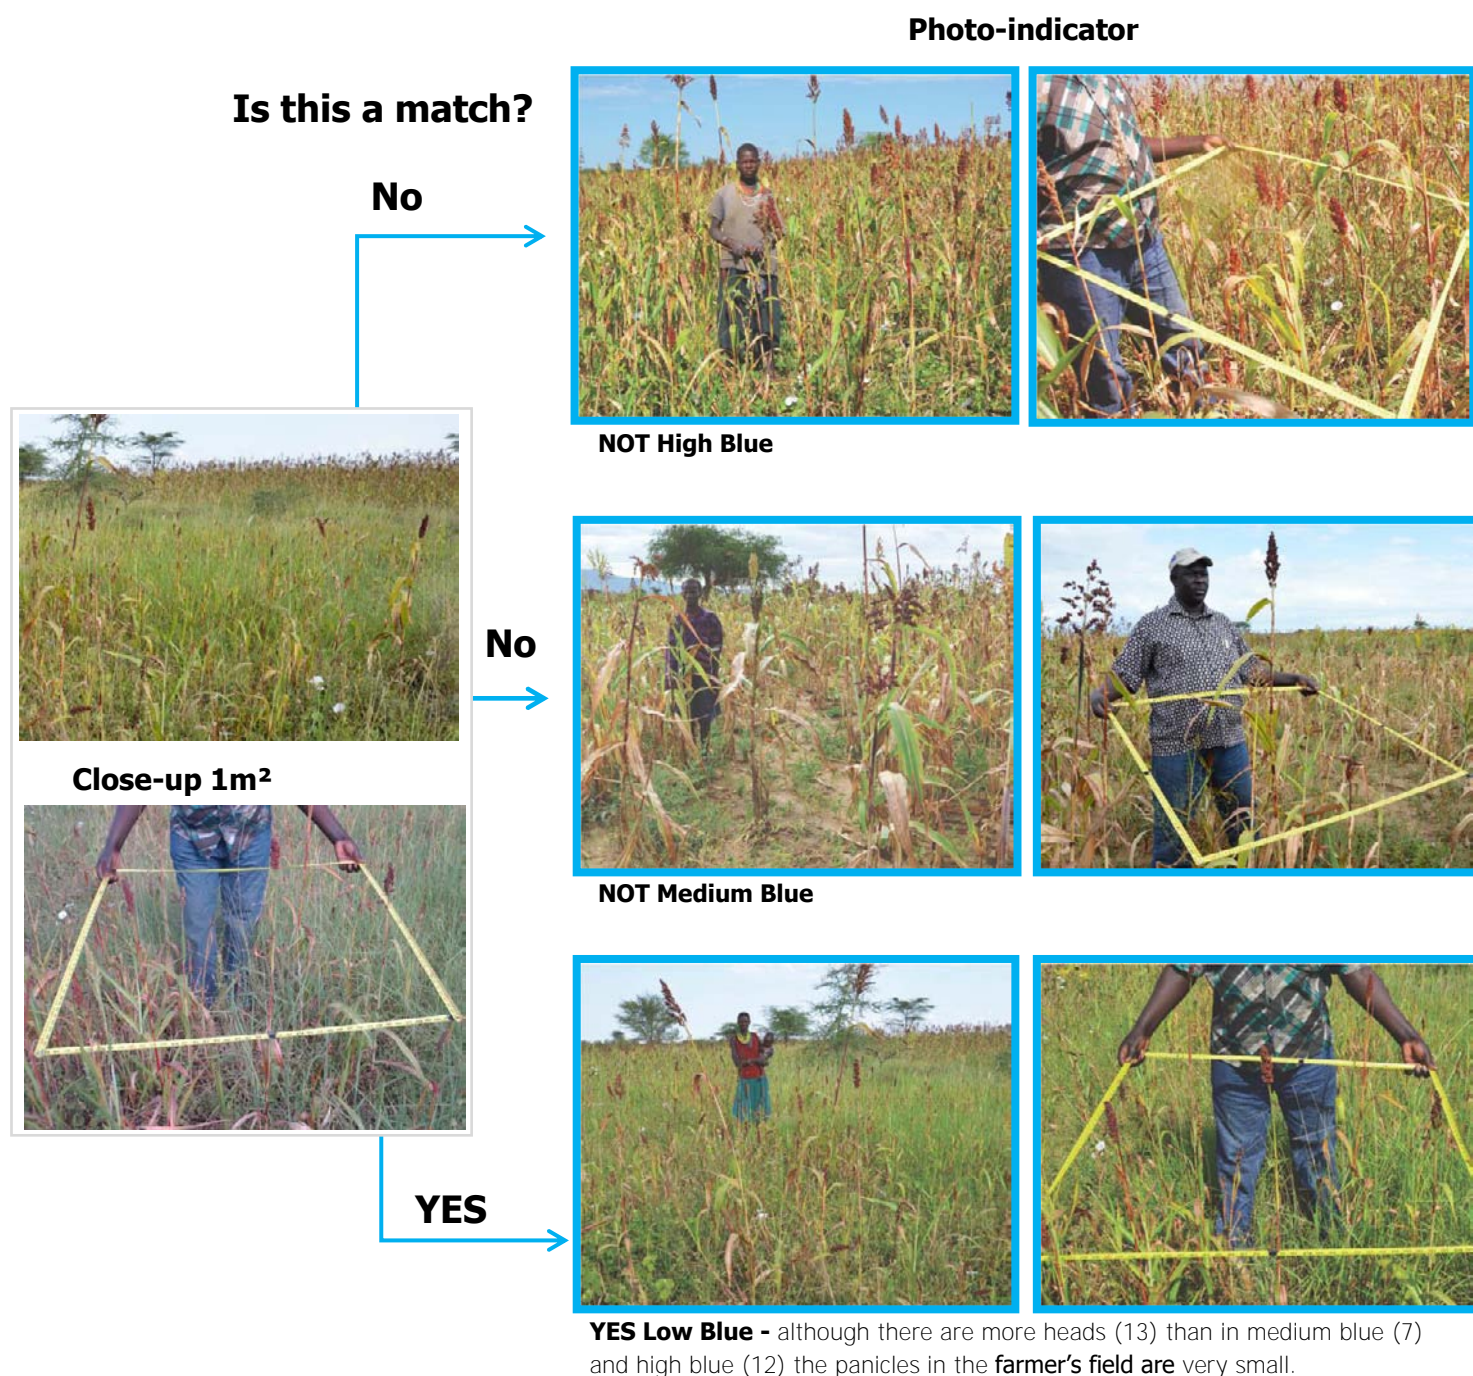 Photo-indicator
Is this a match?
No
NOT High Blue
No
Close-up 1m²
NOT Medium Blue
YES
YES Low Blue - although there are more heads (13) than in medium blue (7)
and high blue (12) the panicles in the farmer's field are very small.